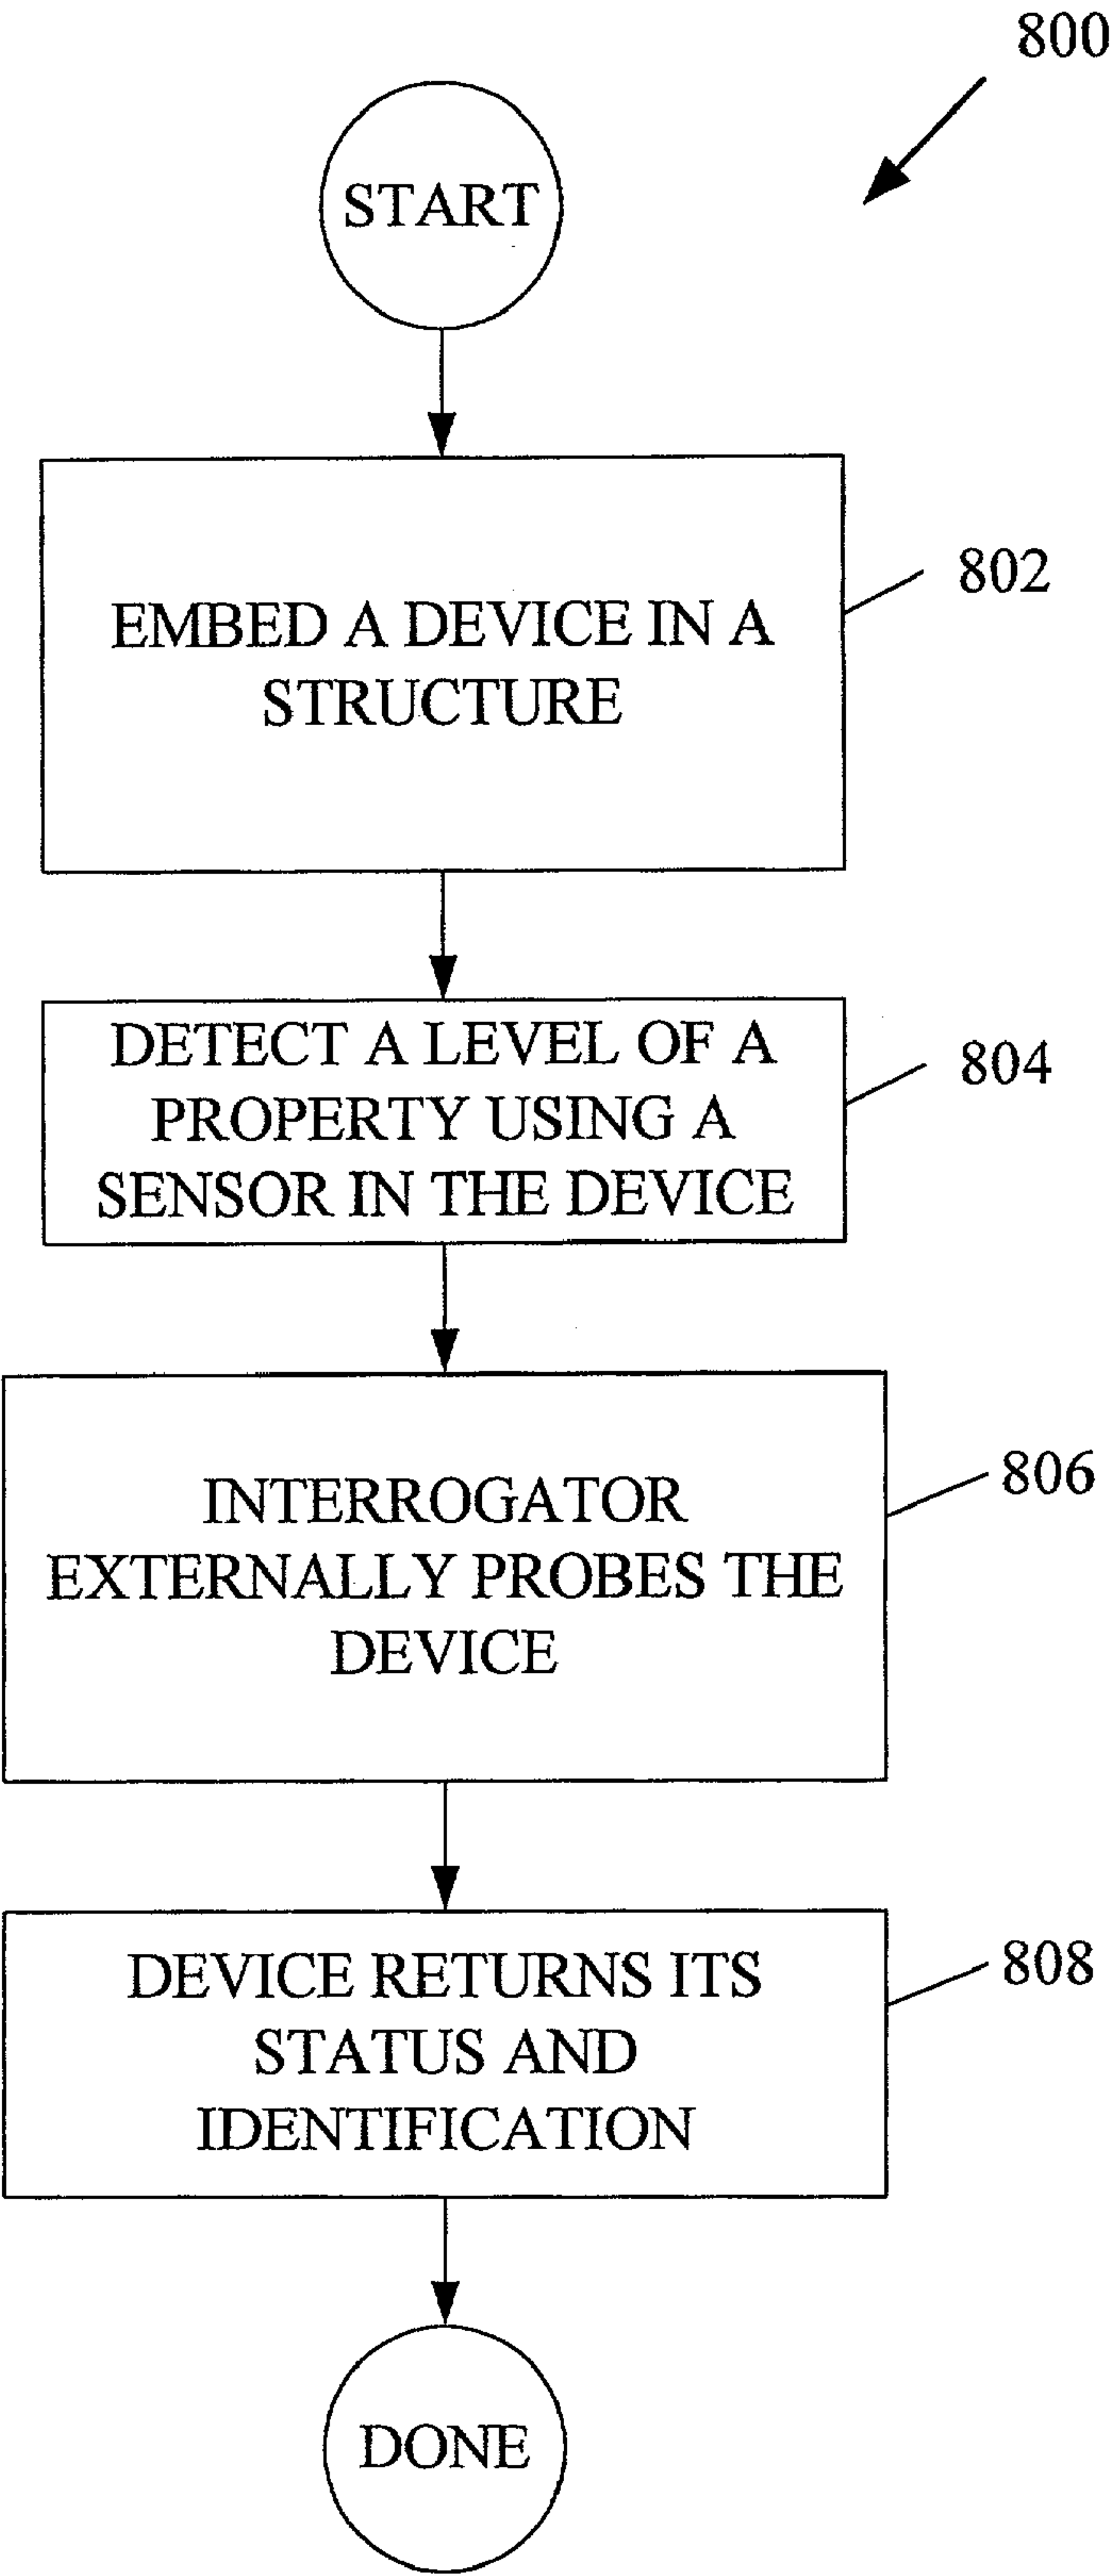 800
START
EMBED A DEVICE IN A
STRUCTURE
802
DETECT A LEVEL OF A
PROPERTY USING A
SENSOR IN THE DEVICE
804
INTERROGATOR
EXTERNALLY PROBES THE
DEVICE
806
DEVICE RETURNS ITS
STATUS AND
IDENTIFICATION
808
DONE